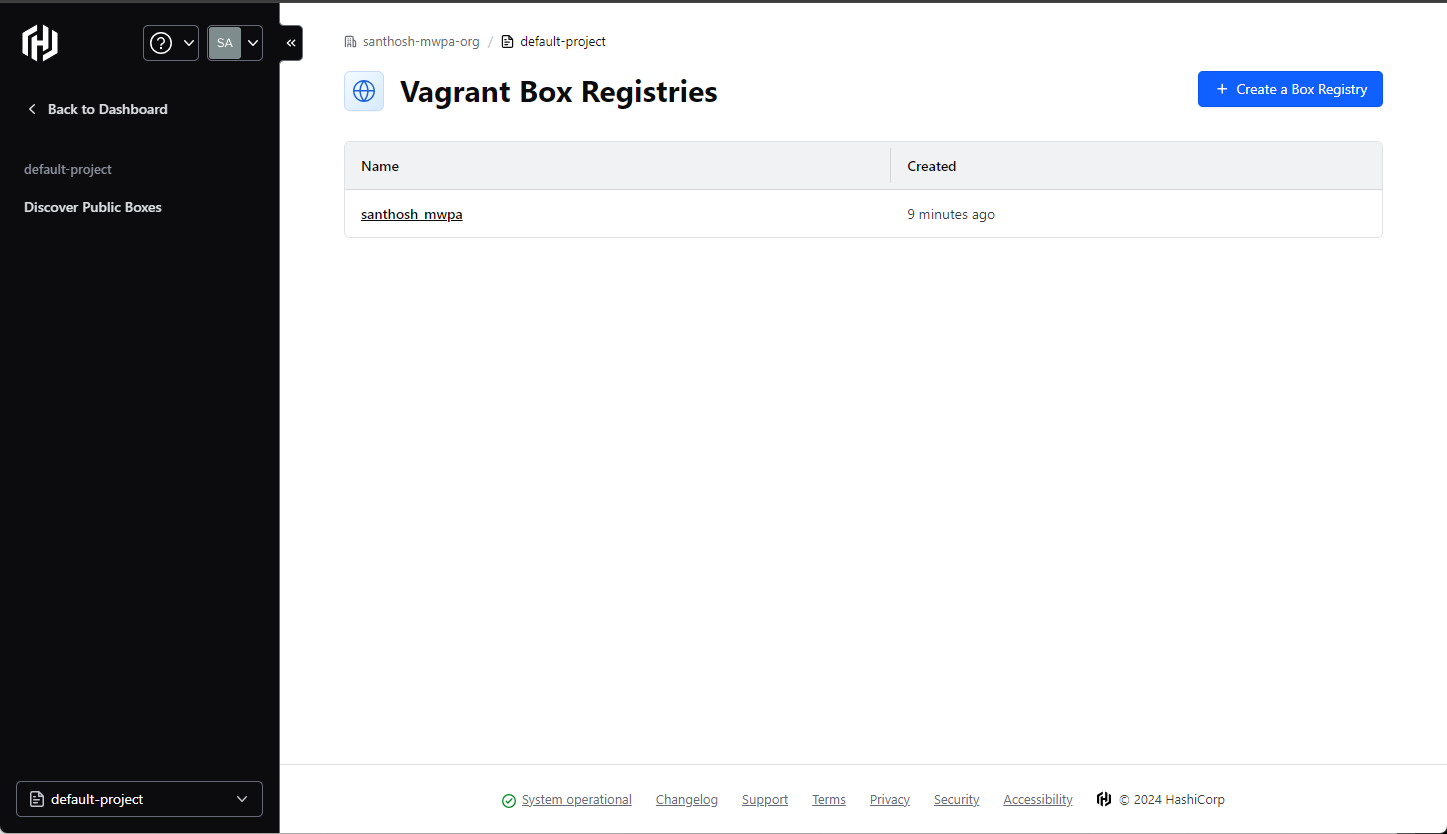 SA
Back to Dashboard
default-project
Discover Public Boxes
default-project
santhosh-mwpa-org / default-project
Vagrant Box Registries
+ Create a Box Registry
Name Created
santhosh_mwpa 9 minutes ago
System operational Changelog Support Terms Privacy Security Accessibility © 2024 HashiCorp